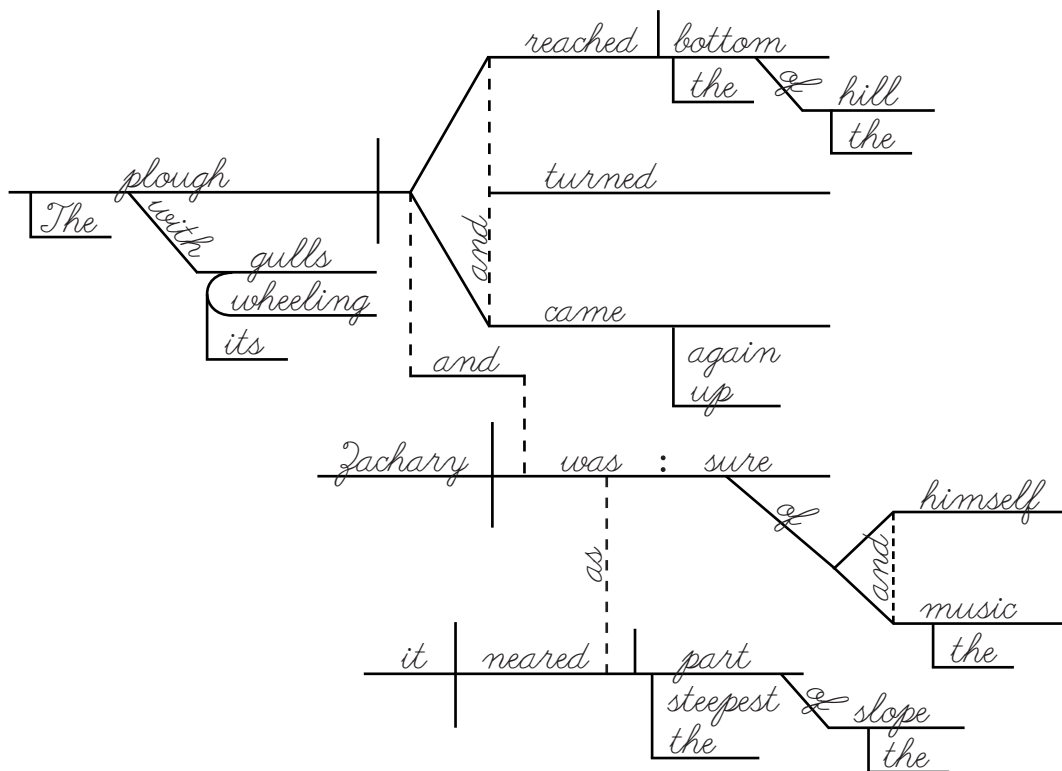 reached bottom
the of hill
the
plough turned
The with and
gulls came
wheeling
its again
and up
Zachary was : sure
of himself
as and
music
it neared part the
steepest of slope
the the